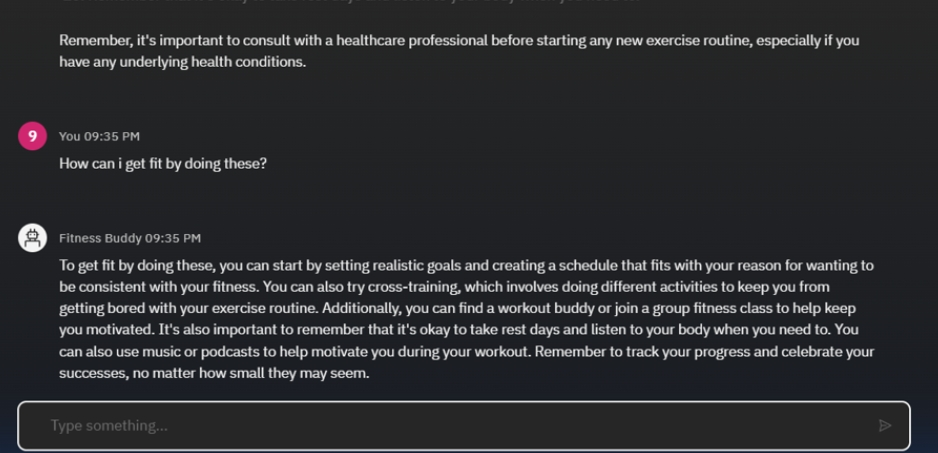 Remember, it's important to consult with a healthcare professional before starting any new exercise routine, especially if you
have any underlying health conditions.
9
You 09:35 PM
How can i get fit by doing these?
Fitness Buddy 09:35 PM
To get fit by doing these, you can start by setting realistic goals and creating a schedule that fits with your reason for wanting to
be consistent with your fitness. You can also try cross-training, which involves doing different activities to keep you from
getting bored with your exercise routine. Additionally, you can find a workout buddy or join a group fitness class to help keep
you motivated. It's also important to remember that it's okay to take rest days and listen to your body when you need to. You
can also use music or podcasts to help motivate you during your workout. Remember to track your progress and celebrate your
successes, no matter how small they may seem.
Type something...